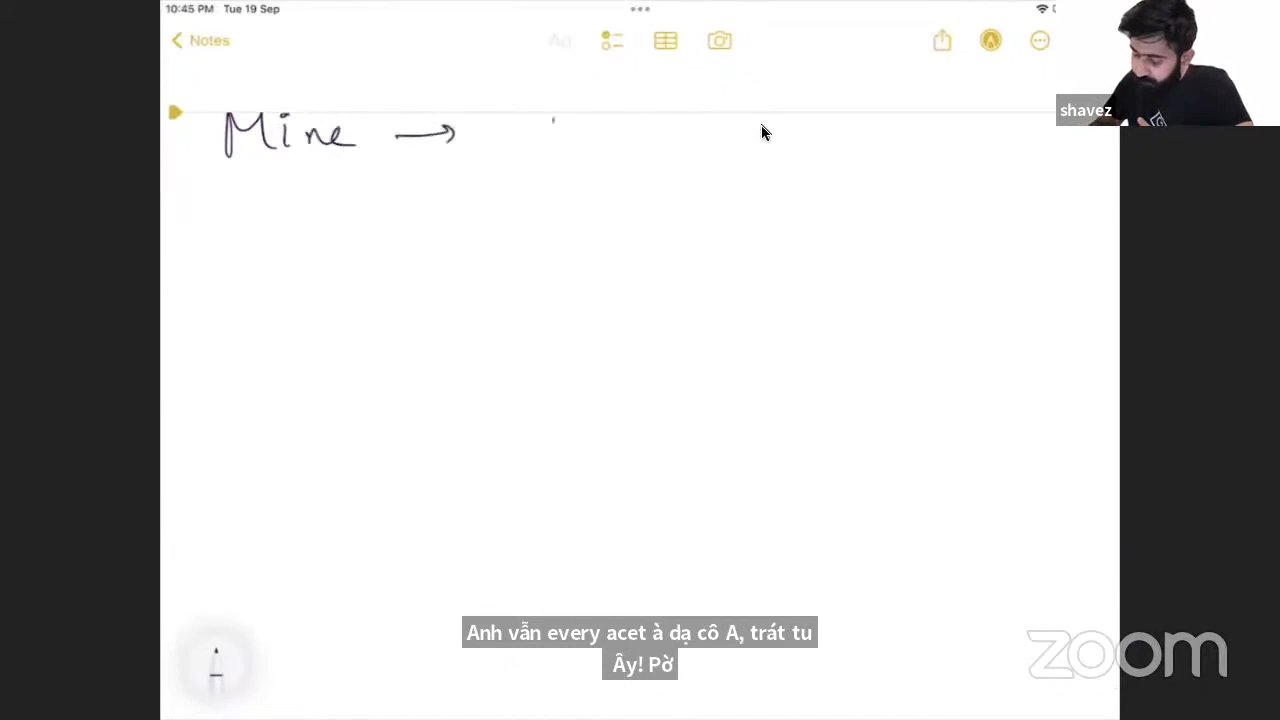 10:45 PM Tue 19 Sep
Notes
Aa
shavez
Mine →
Anh vẫn every acet à dạ cô A, trát tu
Ây! Pờ
zoom